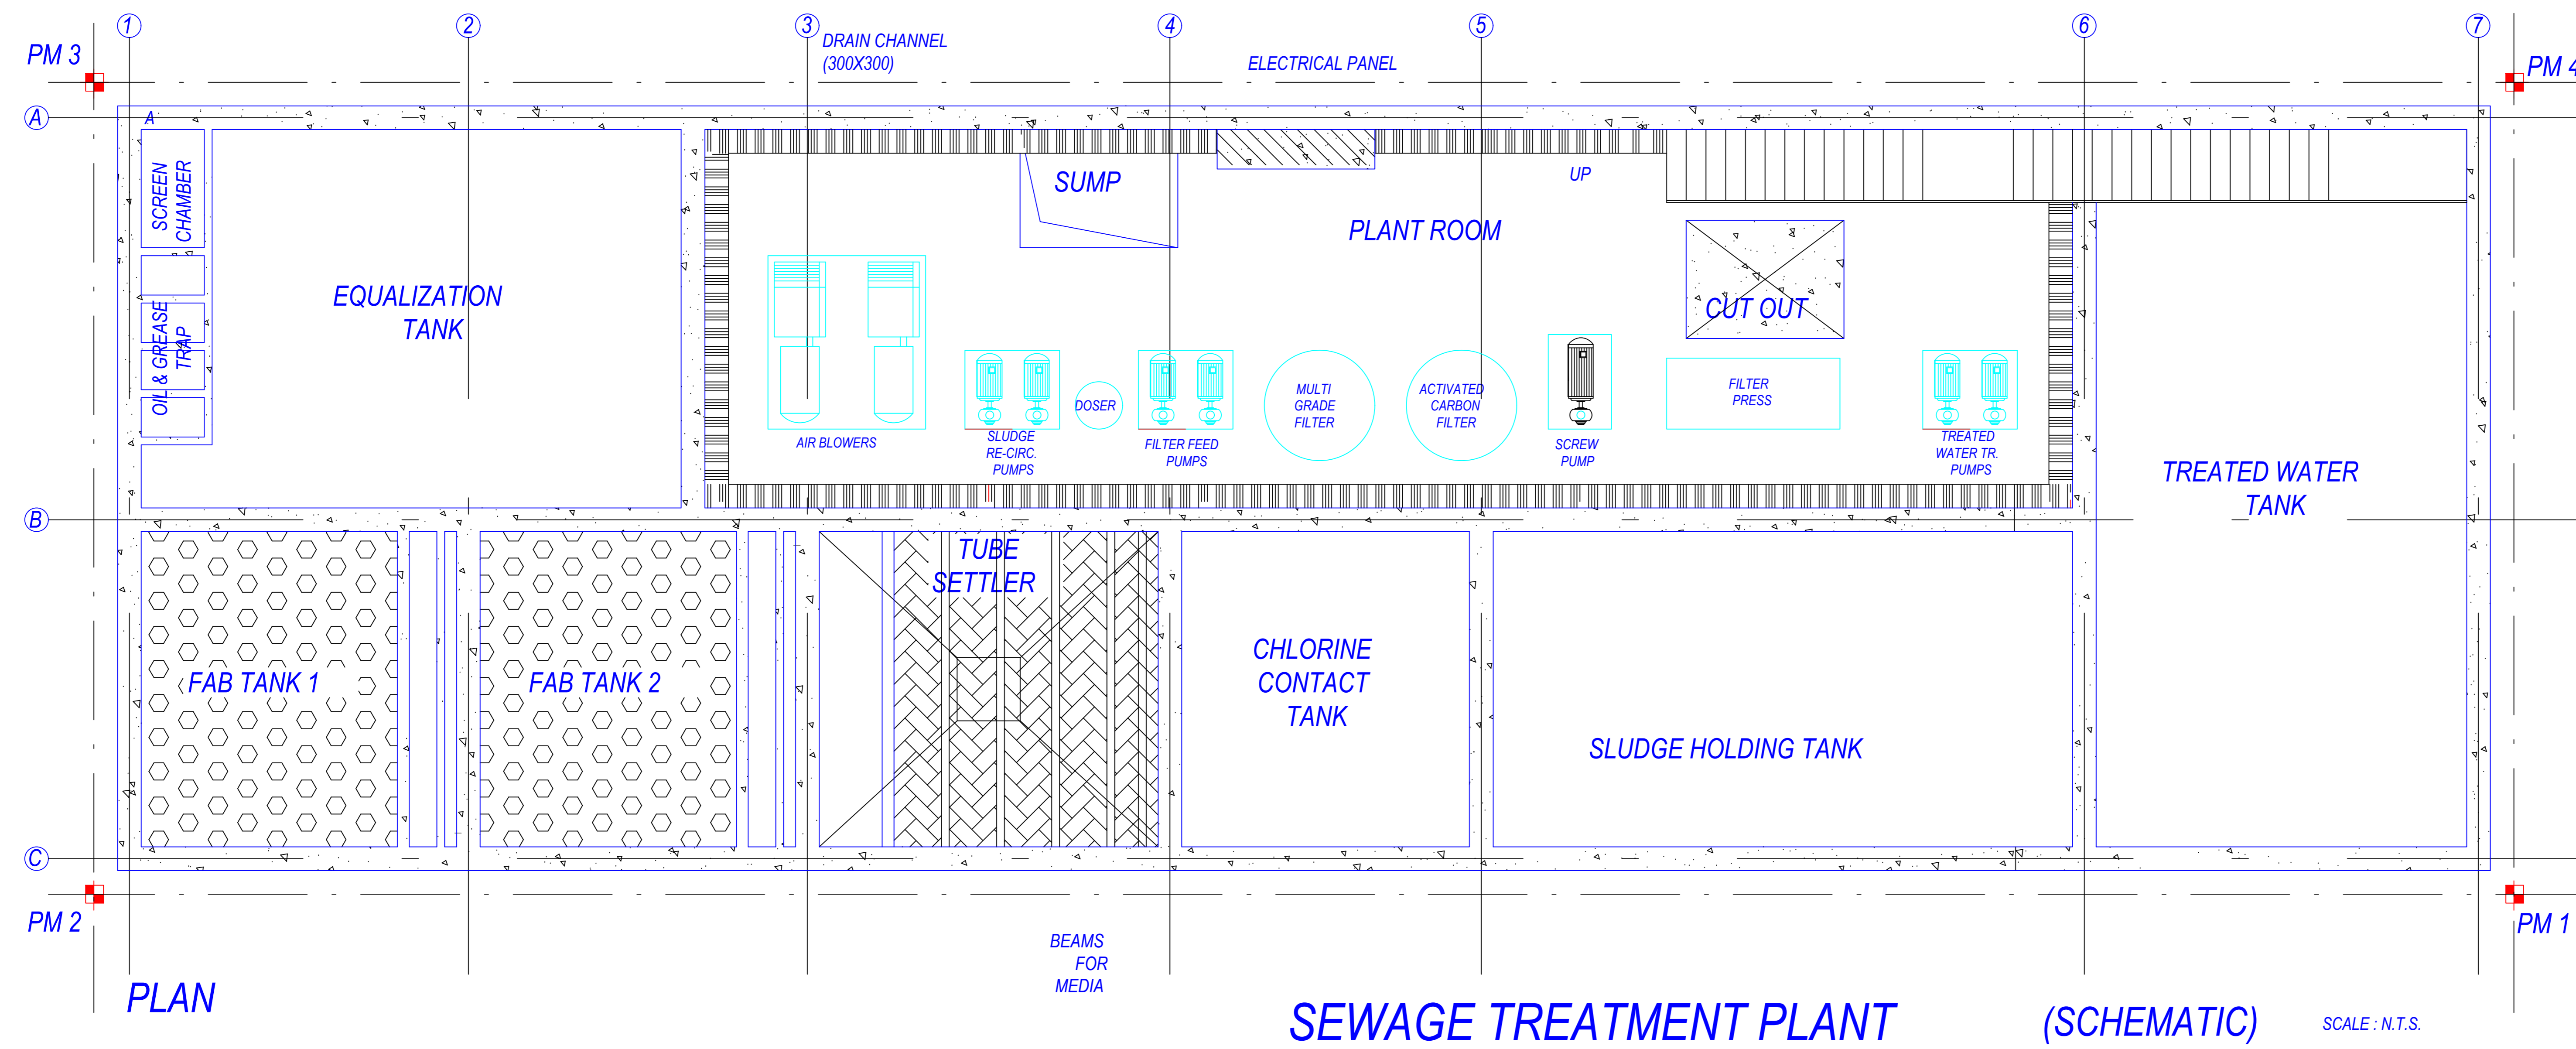 1
2
3
4
5
6
7
PM 3
DRAIN CHANNEL
(300X300)
ELECTRICAL PANEL
PM 4
A
A
SCREEN
CHAMBER
SUMP
UP
PLANT ROOM
EQUALIZATION
TANK
CUT OUT
OIL & GREASE
TRAP
DOSER
MULTI
GRADE
FILTER
ACTIVATED
CARBON
FILTER
FILTER
PRESS
AIR BLOWERS
SLUDGE
RE-CIRC.
PUMPS
FILTER FEED
PUMPS
SCREW
PUMP
TREATED
WATER TR.
PUMPS
TREATED WATER
TANK
B
TUBE
SETTLER
FAB TANK 1
FAB TANK 2
CHLORINE
CONTACT
TANK
SLUDGE HOLDING TANK
C
PM 2
PM 1
BEAMS
FOR
MEDIA
PLAN
SEWAGE TREATMENT PLANT
(SCHEMATIC)
SCALE : N.T.S.